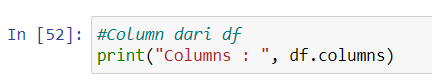 In [52]: #Column dari df
print("Columns : ", df.columns)